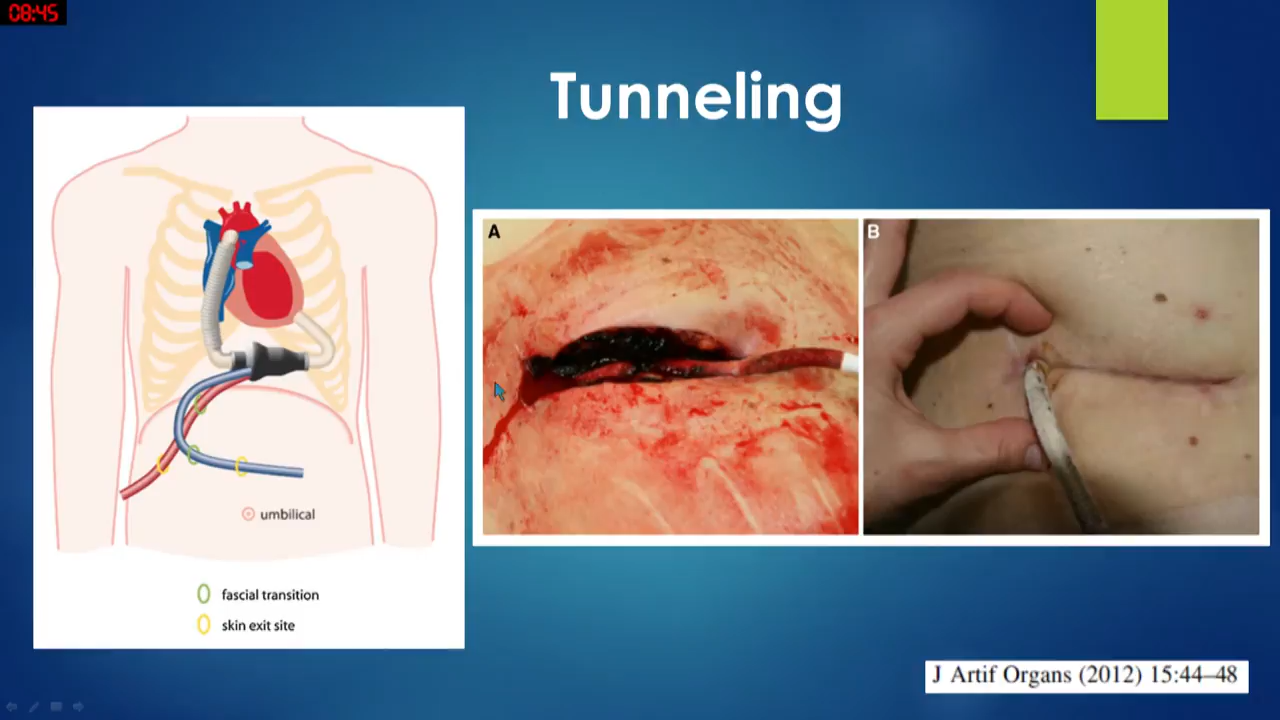 08:45
Tunneling
umbilical
fascial transition
skin exit site
A
B
J Artif Organs (2012) 15:44–48